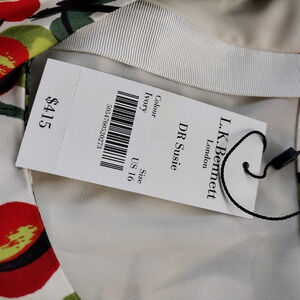 L.K.Bennett
London
DR Susie
Colour
Ivory
Size
US 16
$415